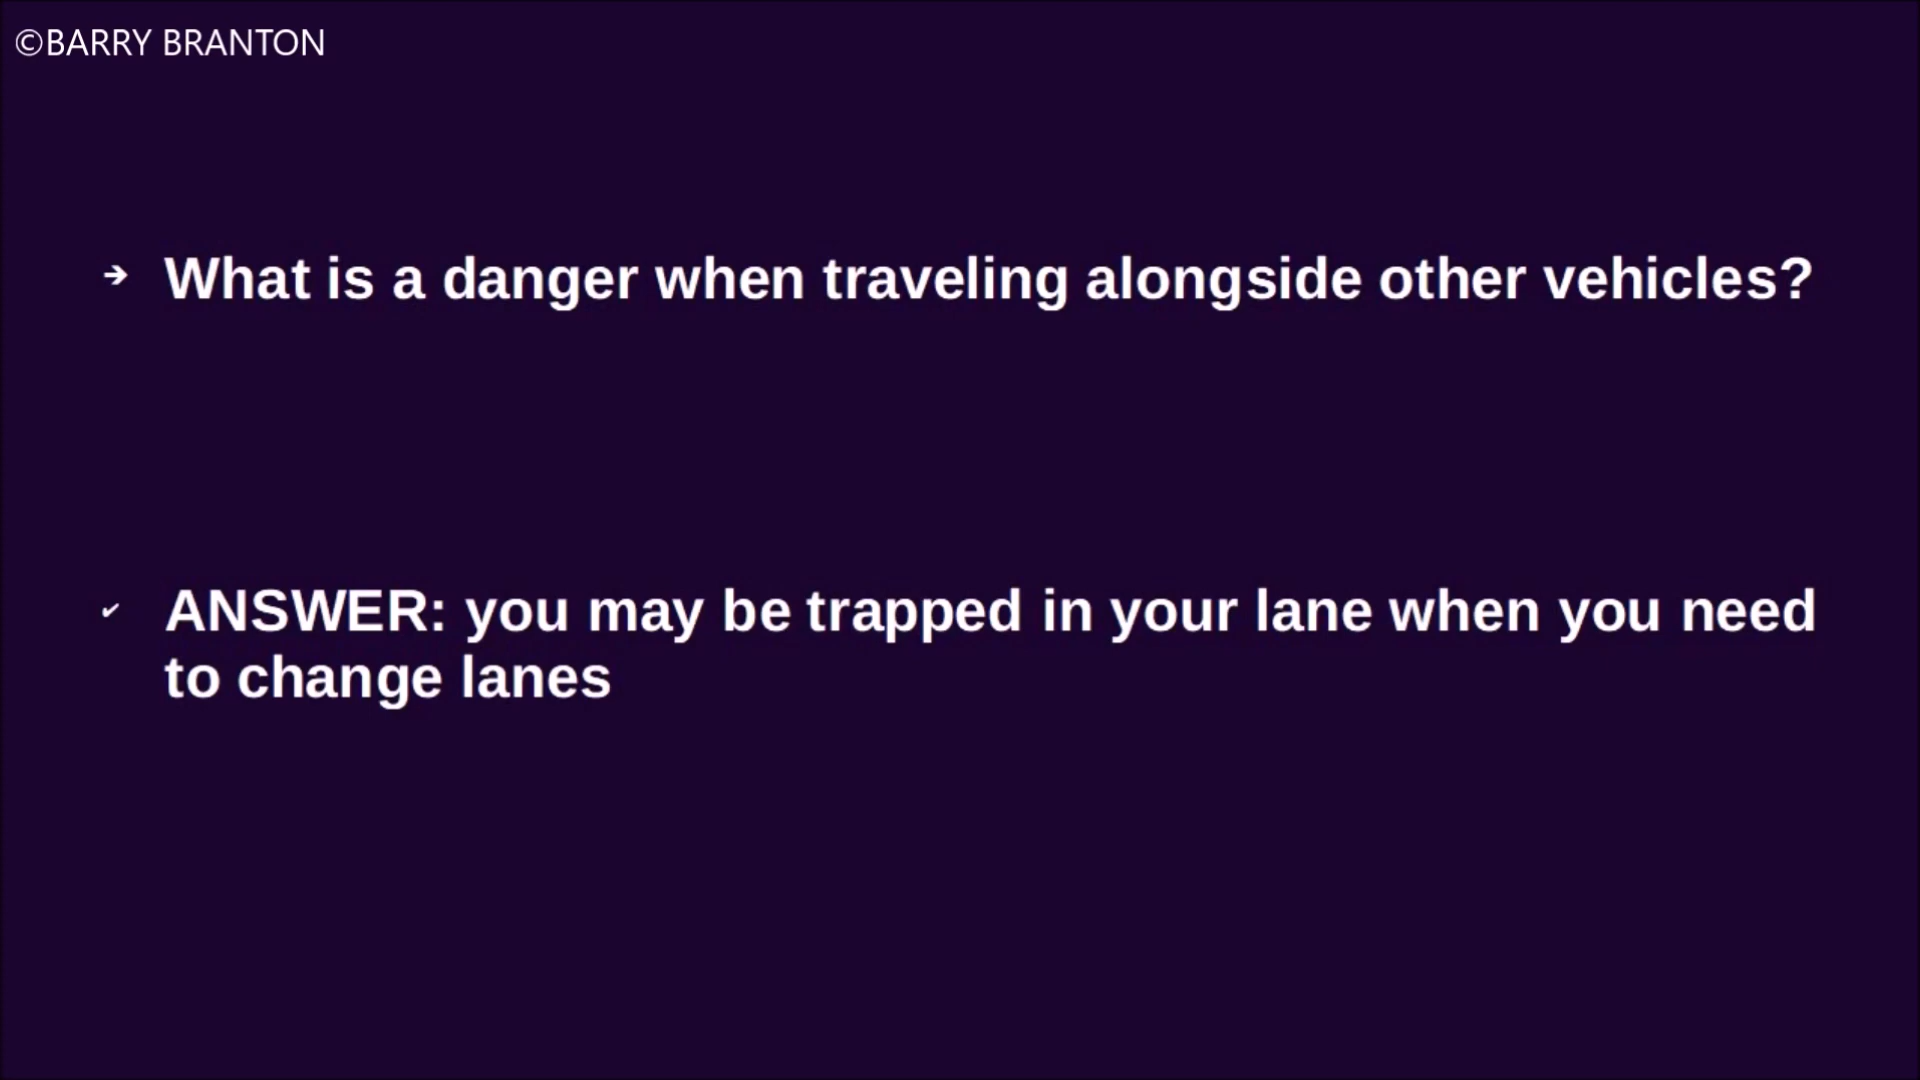 ©BARRY BRANTON
➔ What is a danger when traveling alongside other vehicles?
✔ ANSWER: you may be trapped in your lane when you need
to change lanes